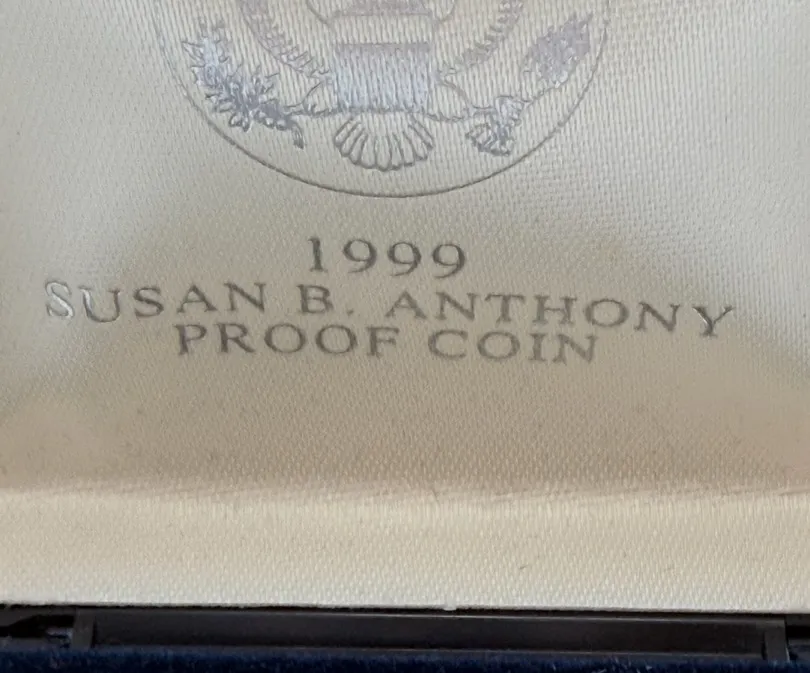 1999
SUSAN B. ANTHONY
PROOF COIN